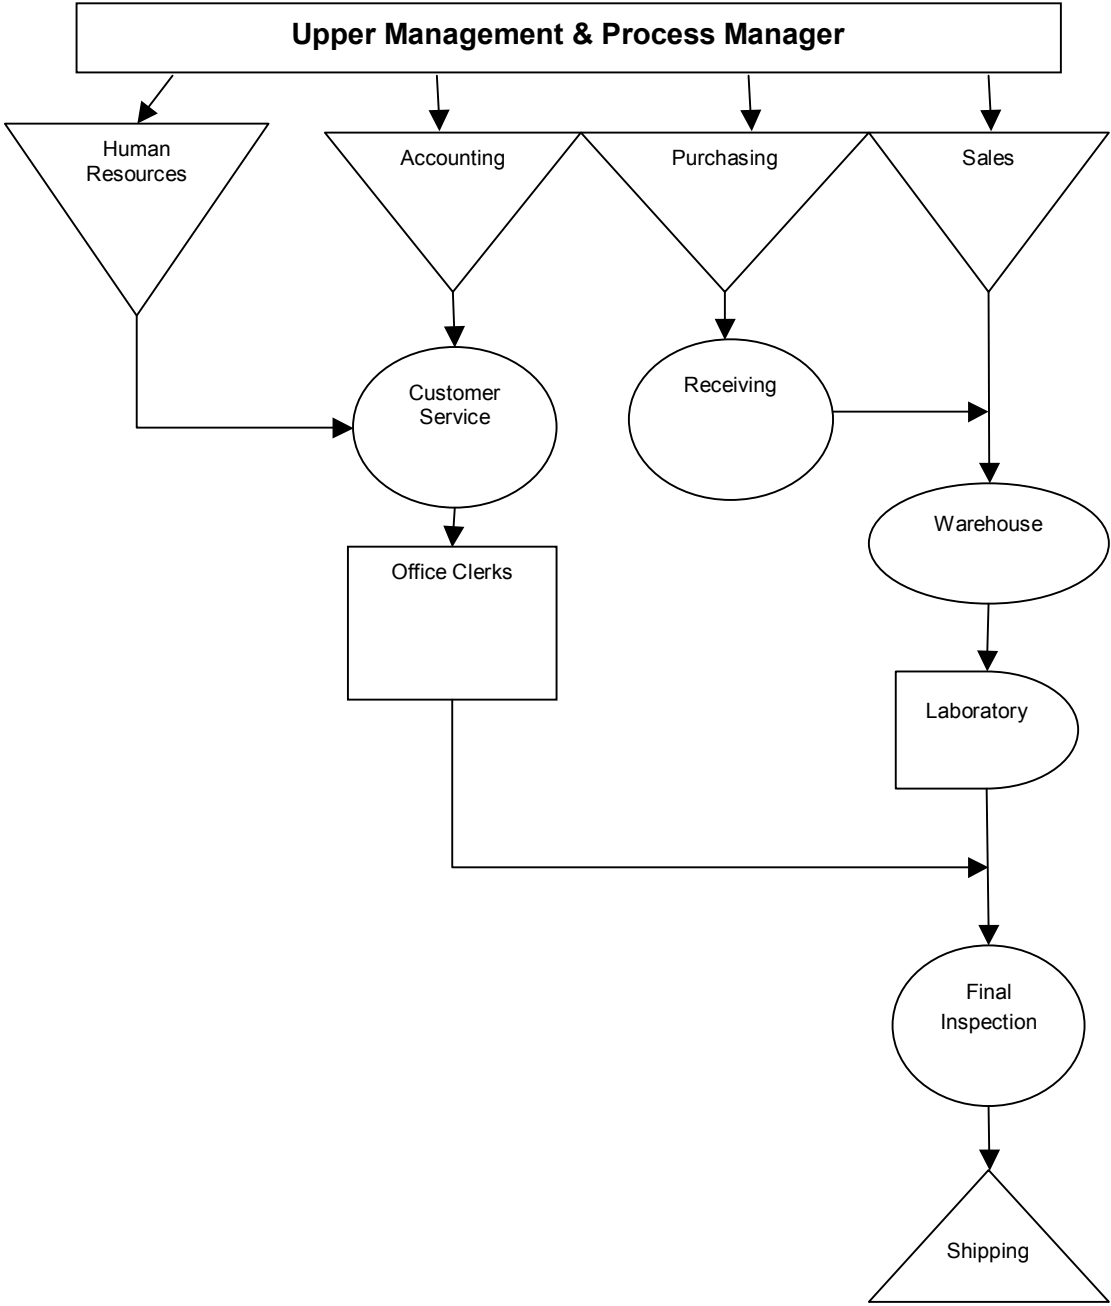 Upper Management & Process Manager
Human
Resources
Accounting
Purchasing
Sales
Customer
Service
Receiving
Warehouse
Office Clerks
Laboratory
Final
Inspection
Shipping